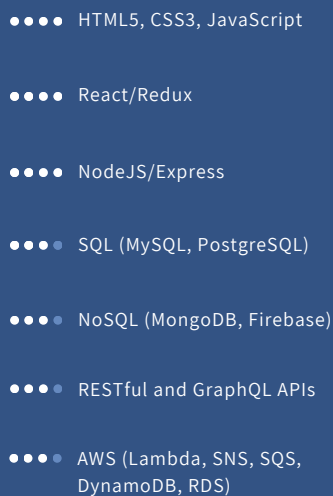 HTML5, CSS3, JavaScript
React/Redux
NodeJS/Express
SQL (MySQL, PostgreSQL)
NoSQL (MongoDB, Firebase)
RESTful and GraphQL APIs
AWS (Lambda, SNS, SQS,
DynamoDB, RDS)